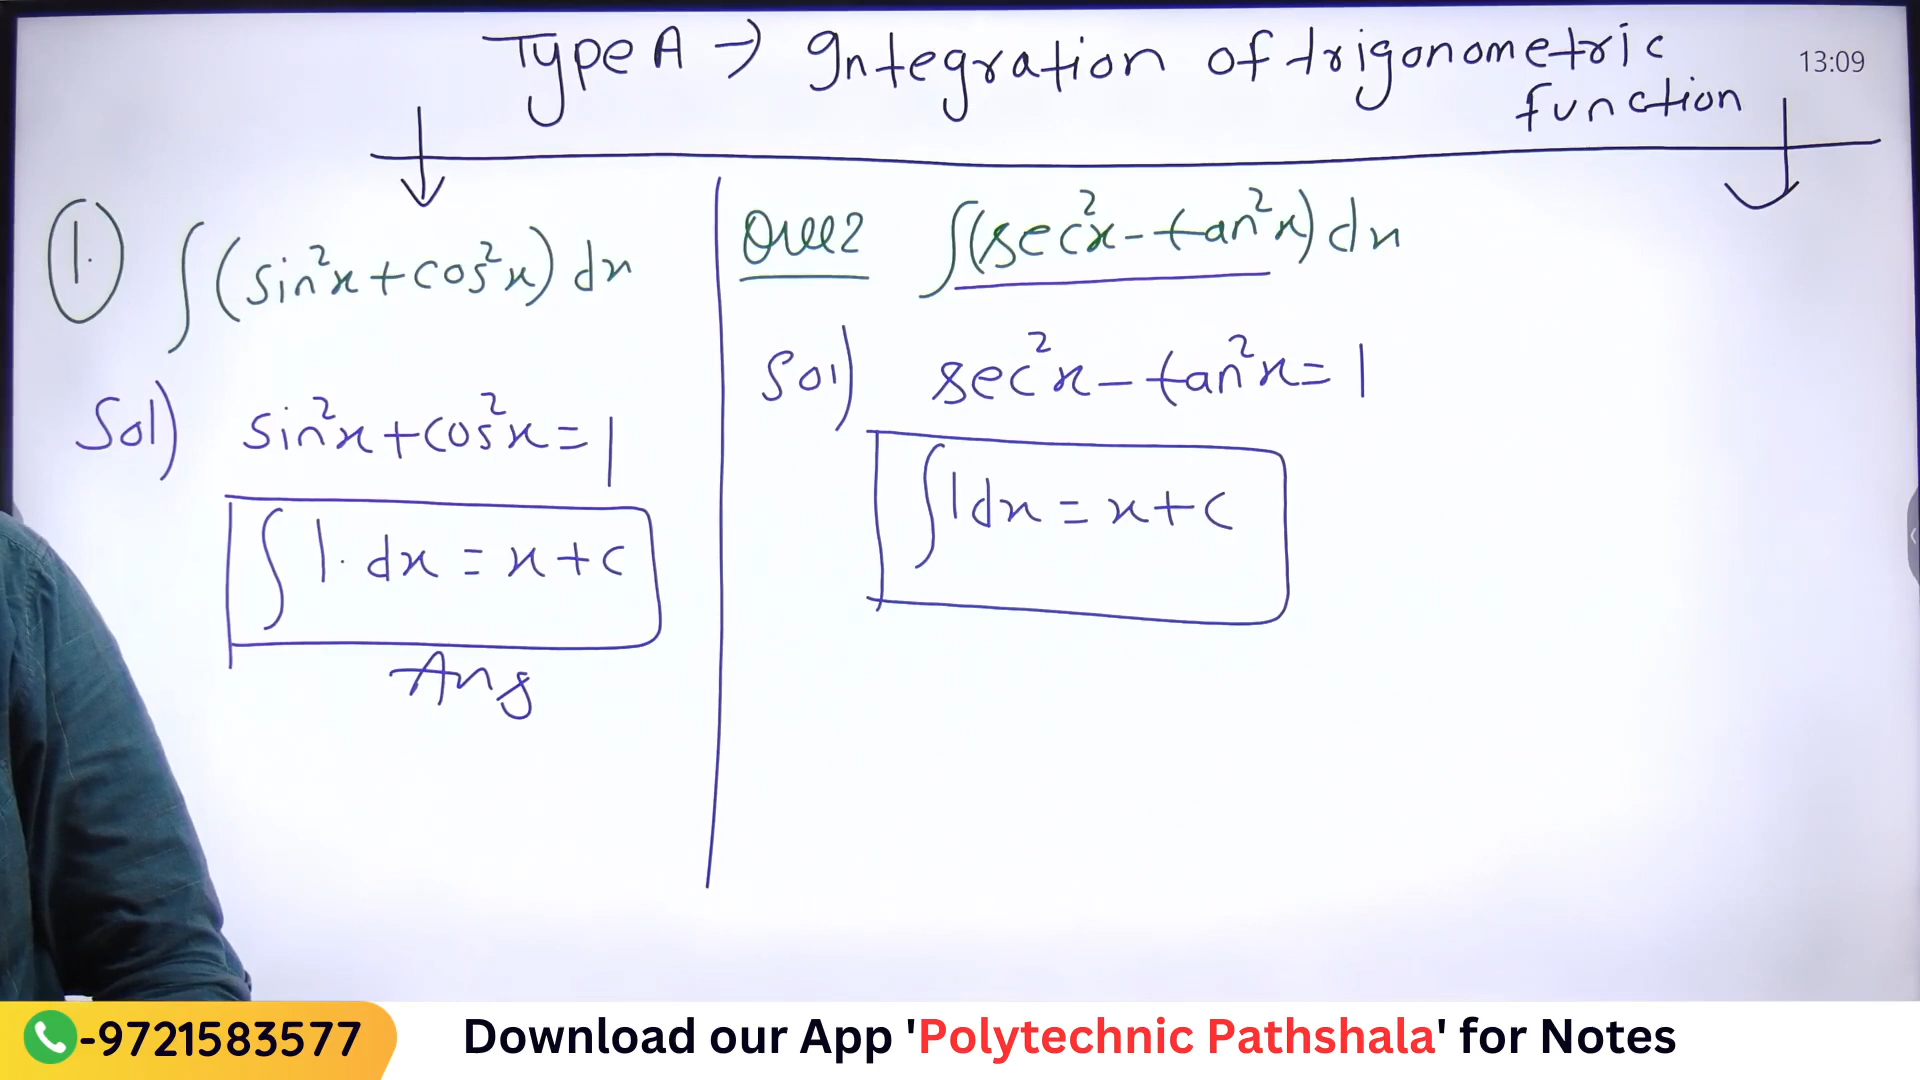 Type A → Integration of trigonometric
function
13:09
1. ∫(sin²x+cos²x) dx
Sol) sin²x+cos²x=1
∫ 1. dx = x+c
Ans
Que2 ∫(sec²x-tan²x) dx
Sol) sec²x-tan²x=1
∫1dx = x+c
-9721583577
Download our App 'Polytechnic Pathshala' for Notes